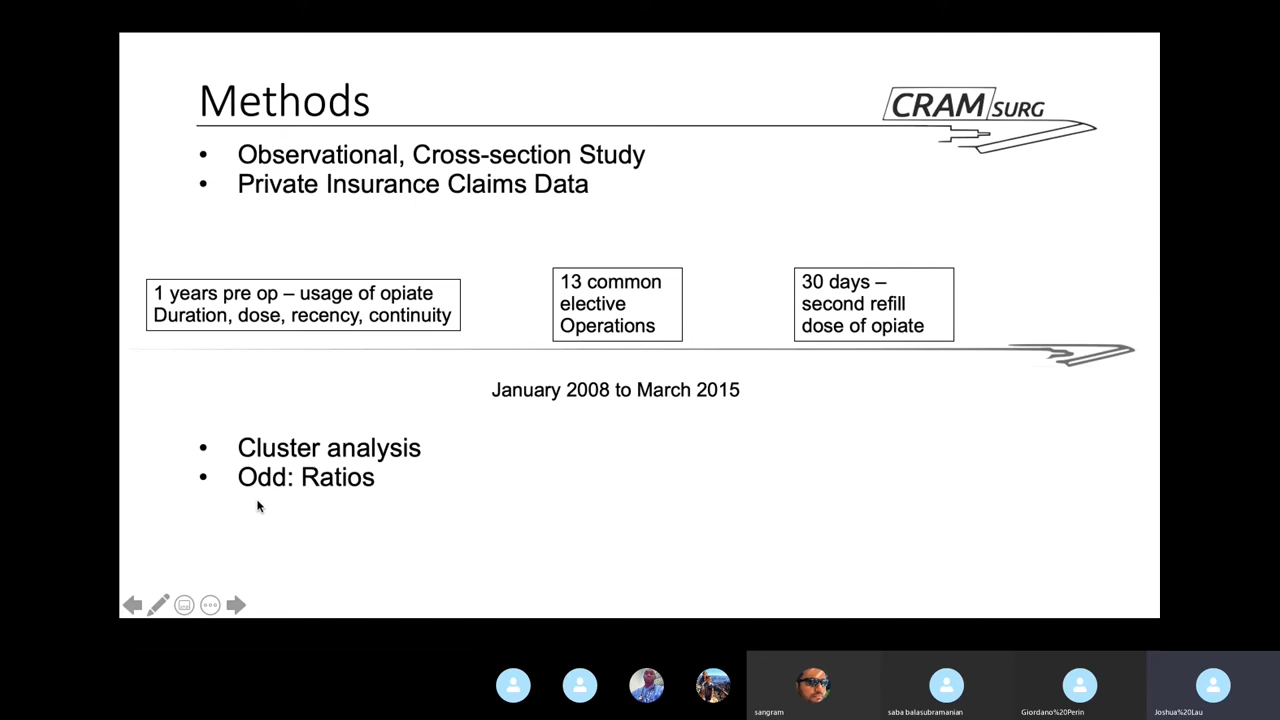 Methods
CRAM SURG
• Observational, Cross-section Study
• Private Insurance Claims Data
1 years pre op – usage of opiate
Duration, dose, recency, continuity
13 common
elective
Operations
30 days –
second refill
dose of opiate
January 2008 to March 2015
• Cluster analysis
• Odd: Ratios
sangram
saba balasubramanian
Giordano%20Perin
Joshua%20Lau